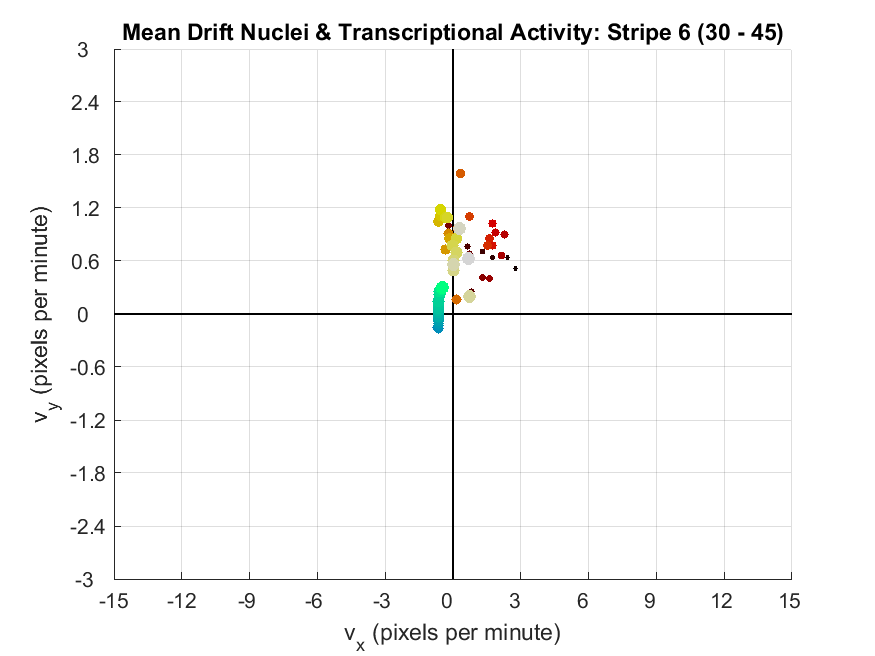 Mean Drift Nuclei & Transcriptional Activity: Stripe 6 (30 - 45)
3
2.4
1.8
1.2
0.6
0
-0.6
-1.2
-1.8
-2.4
-3
v_y (pixels per minute)
-15 -12 -9 -6 -3 0 3 6 9 12 15
v_x (pixels per minute)